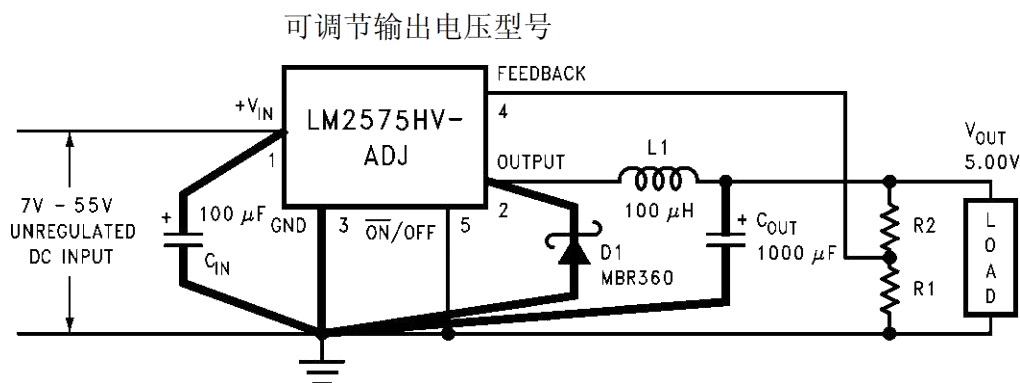 可调节输出电压型号
FEEDBACK
+VIN
LM2575HV-
ADJ
4
1
OUTPUT
L1
VOUT
5.00V
7V – 55V
UNREGULATED
DC INPUT
+
100 μF
CIN
GND
3
ON/OFF
5
2
100 μH
D1
MBR360
+
COUT
1000 μF
R2
R1
LOAD